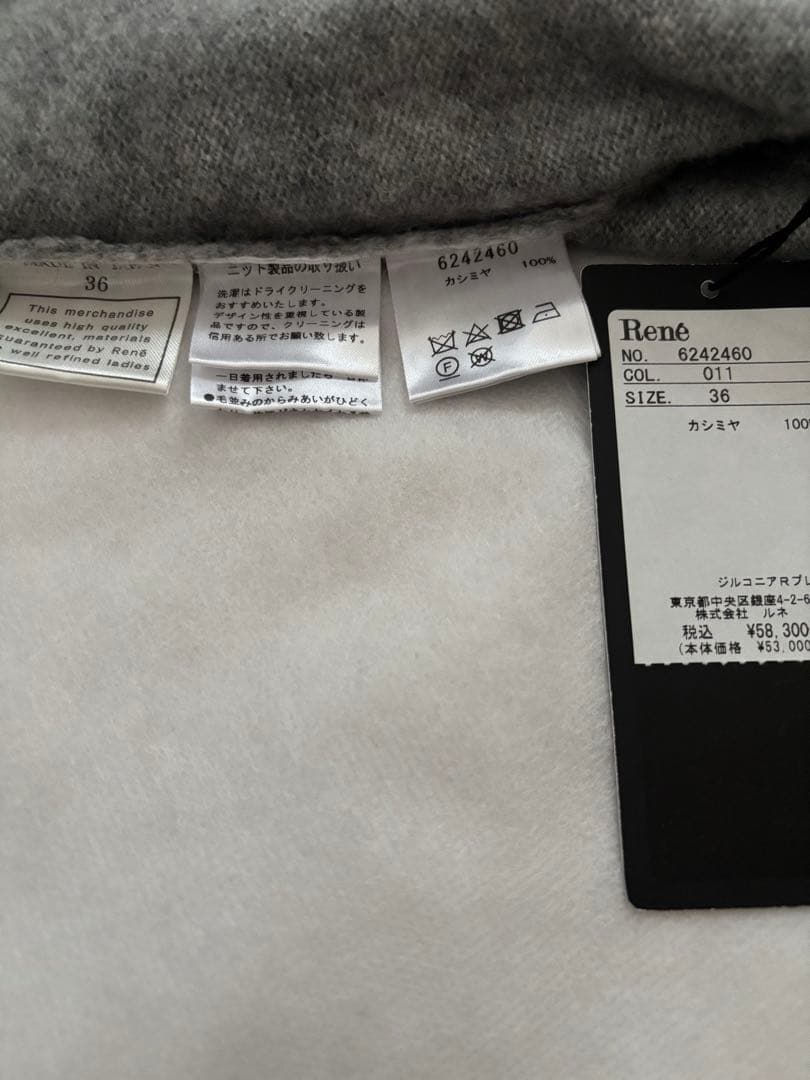 MADE IN JAPAN
36
This merchandise
uses high quality
excellent, materials
guaranteed by René
well refined ladies
ニット製品の取り扱い
洗濯はドライクリーニングを
おすすめいたします。
デザイン性を重視している製
品ですので、クリーニングは
信用ある所でお願い致します。
一日着用されましたら
ませて下さい。
●毛並みのからみあいがひどく
6242460
カシミヤ 100%
F
W
René
NO. 6242460
COL. 011
SIZE. 36
カシミヤ 100%
ジルコニアRブレ
東京都中央区銀座4-2-6
株式会社 ルネ
税込 ¥58,300
(本体価格 ¥53,000